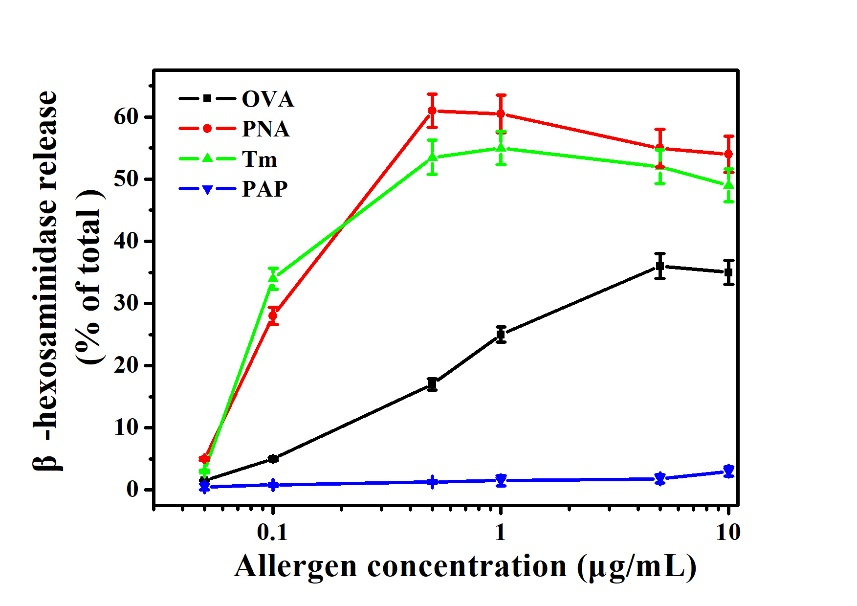 β -hexosaminidase release
(% of total )
60
50
40
30
20
10
0
OVA
PNA
Tm
PAP
0.1
1
10
Allergen concentration (μg/mL)